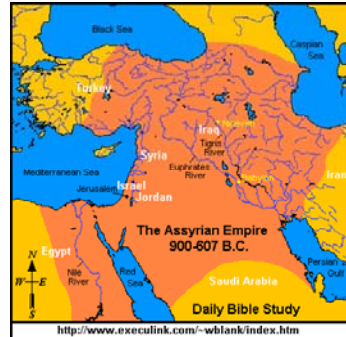 Black Sea
Caspian
Sea
Turkey
Nineveh
Iraq
Tigris
River
Syria
Mediterranean Sea
Euphrates
River
Babylon
Iran
Jerusalem
Israel
Jordan
The Assyrian Empire
900-607 B.C.
Egypt
Nile
River
Red
Sea
Persian
Gulf
Saudi Arabia
N
W
E
S
Daily Bible Study
http://www.execulink.com/~wblank/index.htm